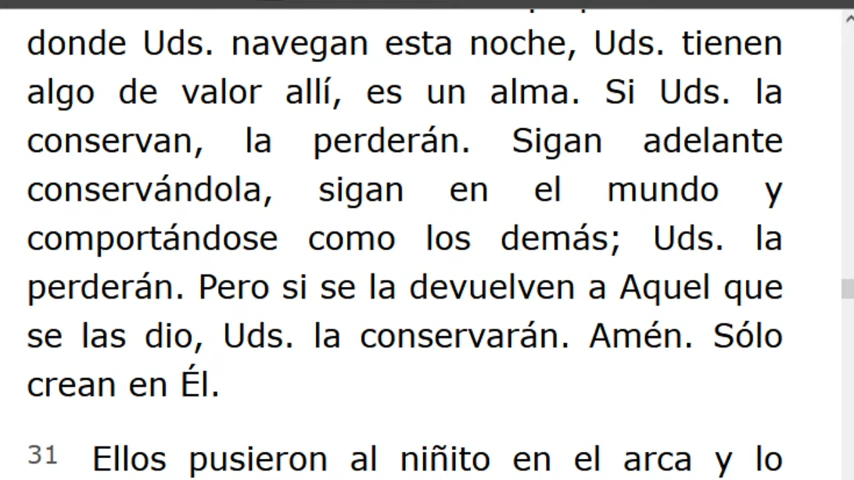 donde Uds. navegan esta noche, Uds. tienen
algo de valor allí, es un alma. Si Uds. la
conservan, la perderán. Sigan adelante
conservándola, sigan en el mundo y
comportándose como los demás; Uds. la
perderán. Pero si se la devuelven a Aquel que
se las dio, Uds. la conservarán. Amén. Sólo
crean en Él.
31 Ellos pusieron al niñito en el arca y lo